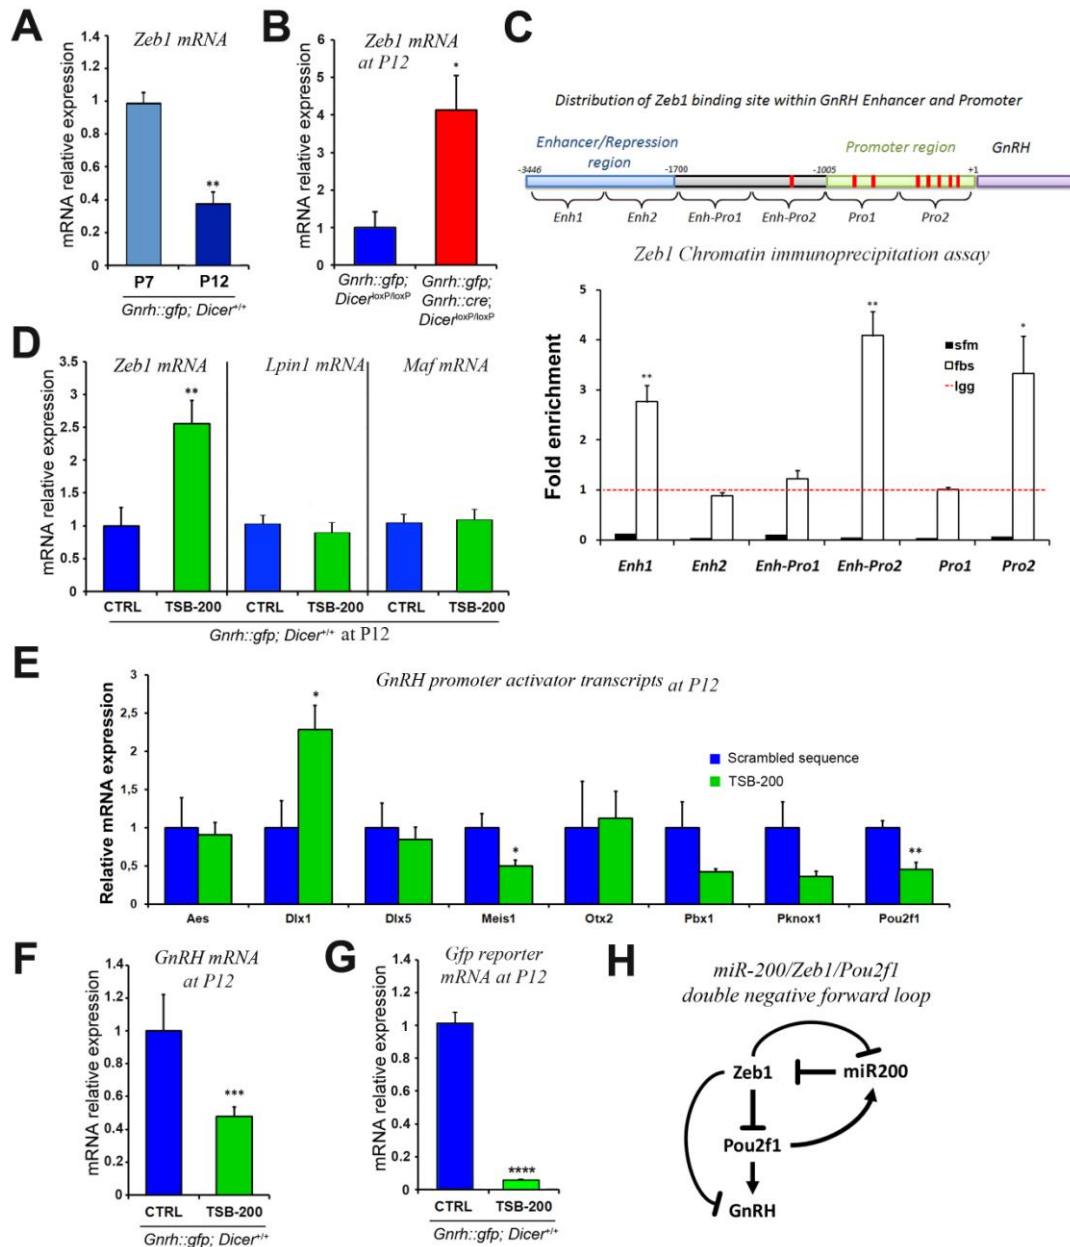 A
Zeb1 mRNA
mRNA relative expression
1.4
1.2
1
0.8
0.6
0.4
0.2
0
**
P7 P12
Gnrh::gfp; Dicer+/+
B
Zeb1 mRNA
at P12
mRNA relative expression
6
5
4
3
2
1
0
*
Gnrh::gfp;
DicerloxP/loxP
Gnrh::gfp;
Gnrh::cre;
DicerloxP/loxP
C
Distribution of Zeb1 binding site within GnRH Enhancer and Promoter
Enhancer/Repression
region
Promoter region
GnRH
-3446 -1700 -1005 +1
Enh1 Enh2 Enh-Pro1 Enh-Pro2 Pro1 Pro2
Zeb1 Chromatin immunoprecipitation assay
Fold enrichment
5
4
3
2
1
0
** ** *
sfm
fbs
Igg
Enh1 Enh2 Enh-Pro1 Enh-Pro2 Pro1 Pro2
D
Zeb1 mRNA Lpin1 mRNA Maf mRNA
mRNA relative expression
3.5
3
2.5
2
1.5
1
0.5
0
**
CTRL TSB-200 CTRL TSB-200 CTRL TSB-200
Gnrh::gfp; Dicer+/+ at P12
E
GnRH promoter activator transcripts at P12
Relative mRNA expression
3
2,5
2
1,5
1
0,5
0
* * **
Scrambled sequence
TSB-200
Aes Dlx1 Dlx5 Meis1 Otx2 Pbx1 Pknox1 Pou2f1
F
GnRH mRNA
at P12
mRNA relative expression
1.4
1.2
1
0.8
0.6
0.4
0.2
0
***
CTRL TSB-200
Gnrh::gfp; Dicer+/+
G
Gfp reporter
mRNA at P12
mRNA relative expression
1.4
1.2
1
0.8
0.6
0.4
0.2
0
****
CTRL TSB-200
Gnrh::gfp; Dicer+/+
H
miR-200/Zeb1/Pou2f1
double negative forward loop
Zeb1 miR200
Pou2f1
GnRH